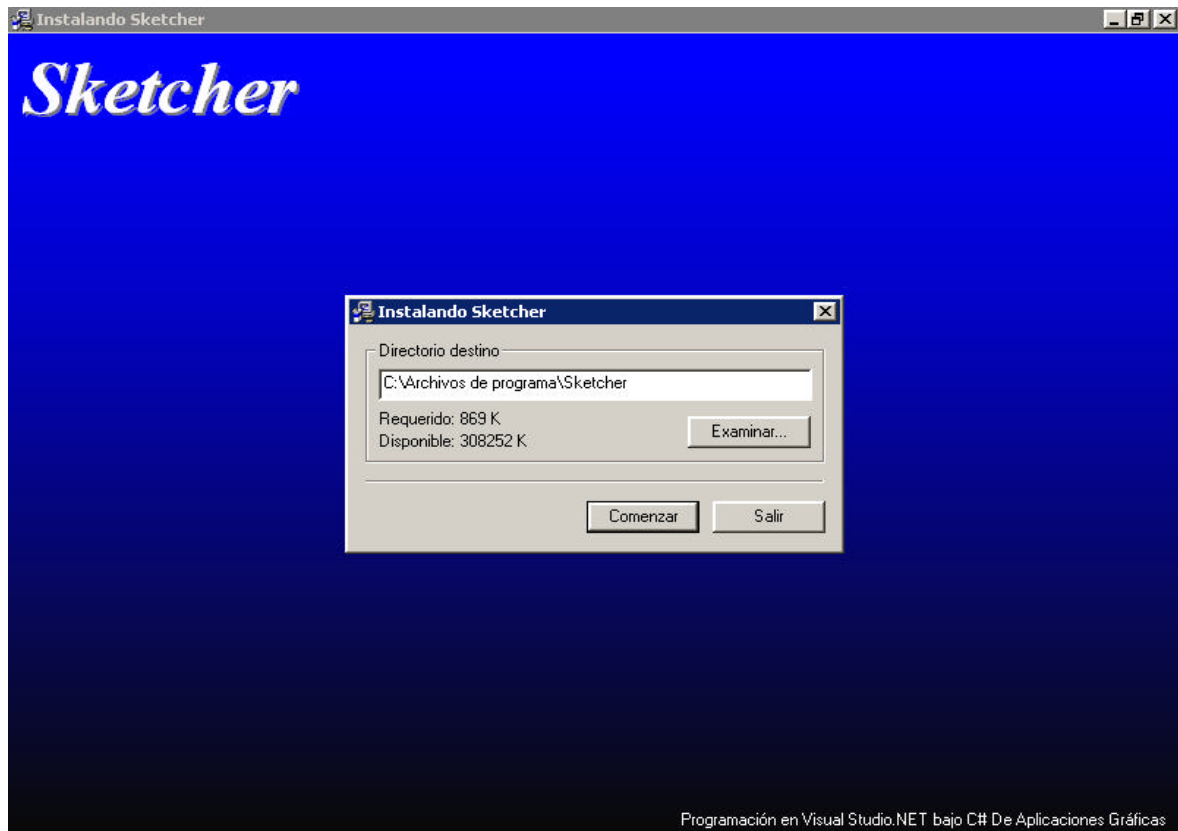 Instalando Sketcher
Sketcher
Instalando Sketcher
Directorio destino
C:\Archivos de programa\Sketcher
Requerido: 869 K
Disponible: 308252 K
Examinar...
Comenzar
Salir
Programación en Visual Studio.NET bajo C# De Aplicaciones Gráficas